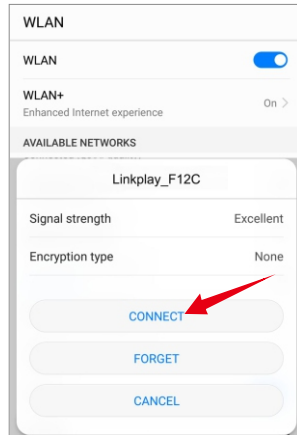 WLAN
WLAN
WLAN+
Enhanced Internet experience
On >
AVAILABLE NETWORKS
Linkplay_F12C
Signal strength Excellent
Encryption type None
CONNECT
FORGET
CANCEL